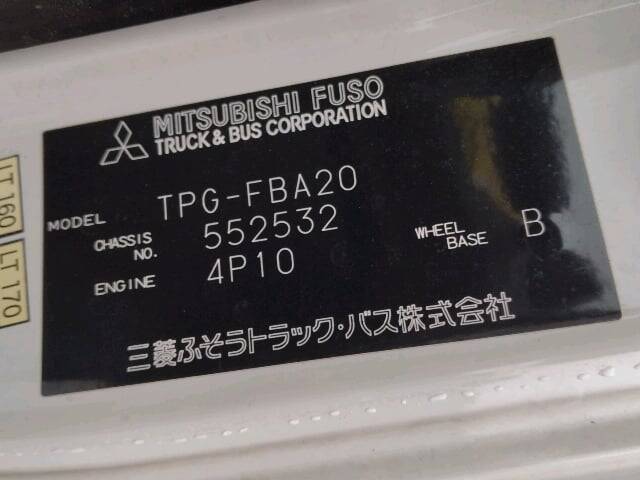 MITSUBISHI FUSO
TRUCK & BUS CORPORATION
MODEL TPG-FBA20
CHASSIS NO. 552532
ENGINE 4P10
WHEEL BASE B
三菱ふそうトラック・バス株式会社
LT 160
LT 170